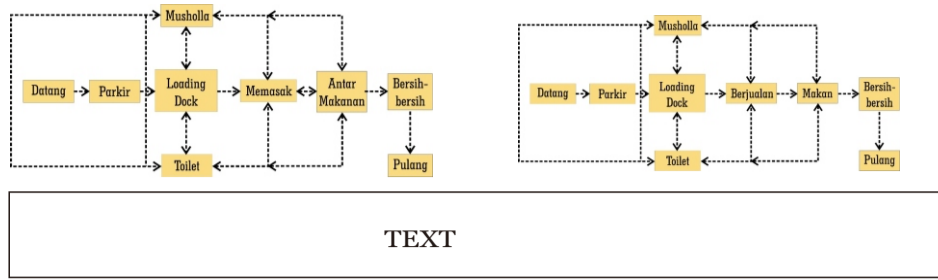 Musholla
Datang
Parkir
Loading
Dock
Memasak
Antar
Makanan
Bersih-
bersih
Toilet
Pulang
Musholla
Datang
Parkir
Loading
Dock
Berjualan
Makan
Bersih-
bersih
Toilet
Pulang
TEXT